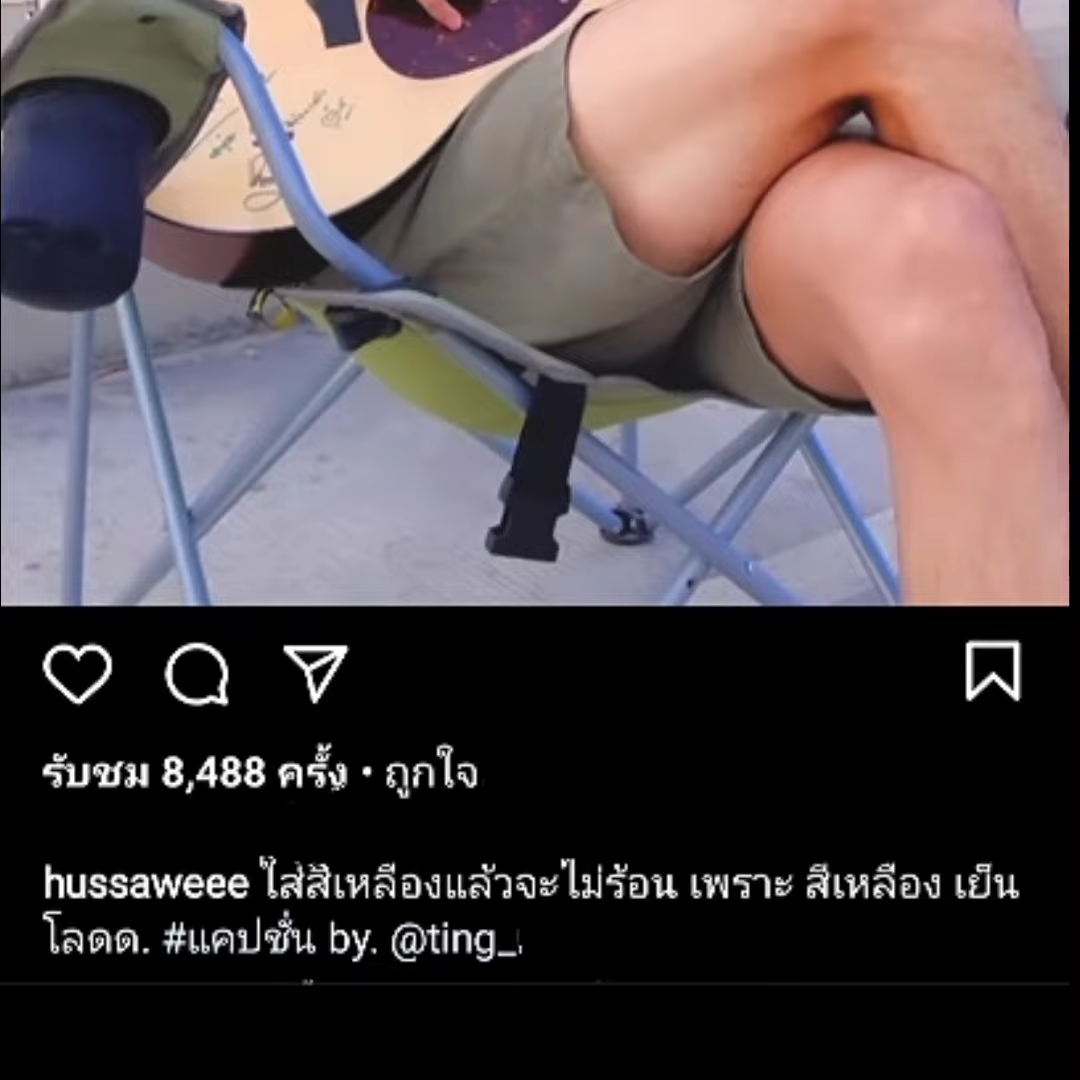 รับชม 8,488 ครั้ง • ถูกใจ
hussaweee ใส่สีเหลืองแล้วจะไม่ร้อน เพราะ สีเหลือง เย็น
โลดด. #แคปชั่น by. @ting_